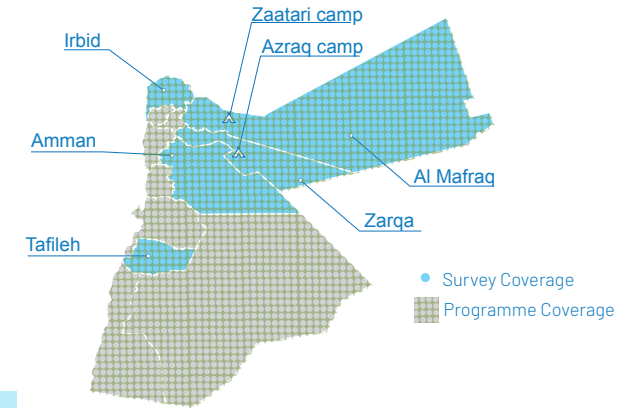 Zaatari camp
Irbid
Azraq camp
Amman
Al Mafraq
Zarqa
Tafileh
Survey Coverage
Programme Coverage